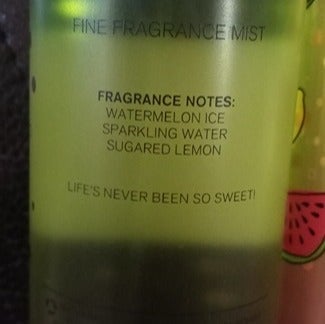 FINE FRAGRANCE MIST
FRAGRANCE NOTES:
WATERMELON ICE
SPARKLING WATER
SUGARED LEMON
LIFE'S NEVER BEEN SO SWEET!